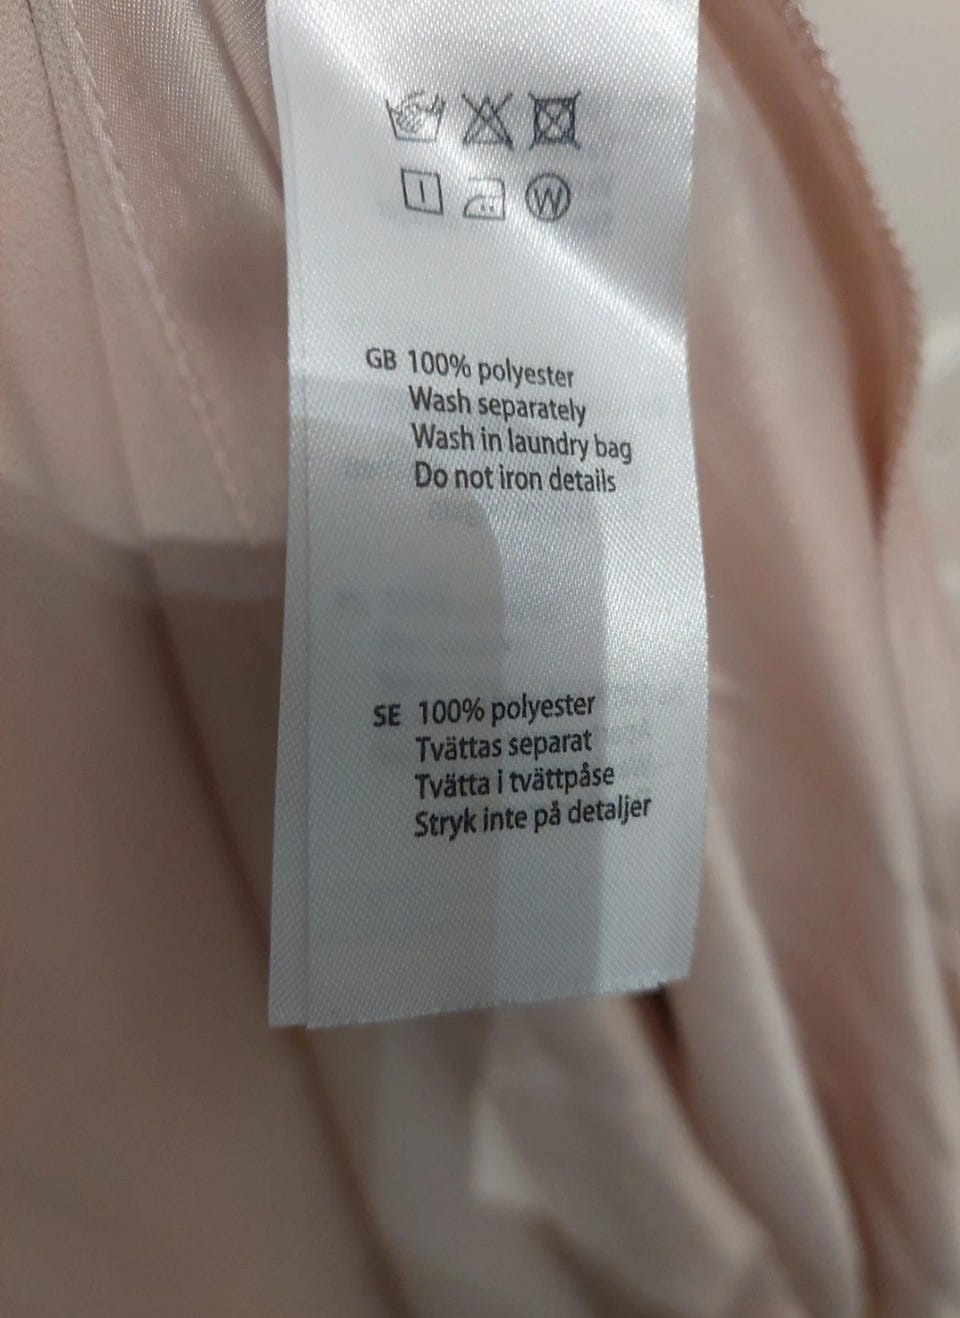 W
GB 100% polyester
Wash separately
Wash in laundry bag
Do not iron details
SE 100% polyester
Tvättas separat
Tvätta i tvättpåse
Stryk inte på detaljer